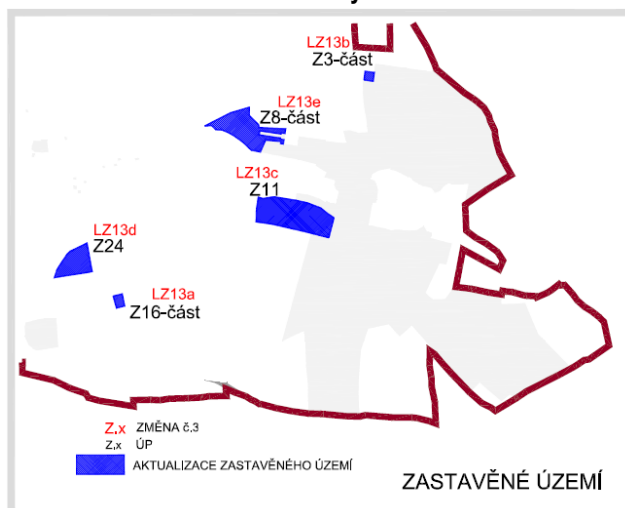 LZ13b
Z3-část
LZ13e
Z8-část
LZ13c
Z11
LZ13d
Z24
LZ13a
Z16-část
Z,x ZMĚNA č.3
Z,x ÚP
AKTUALIZACE ZASTAVĚNÉHO ÚZEMÍ
ZASTAVĚNÉ ÚZEMÍ